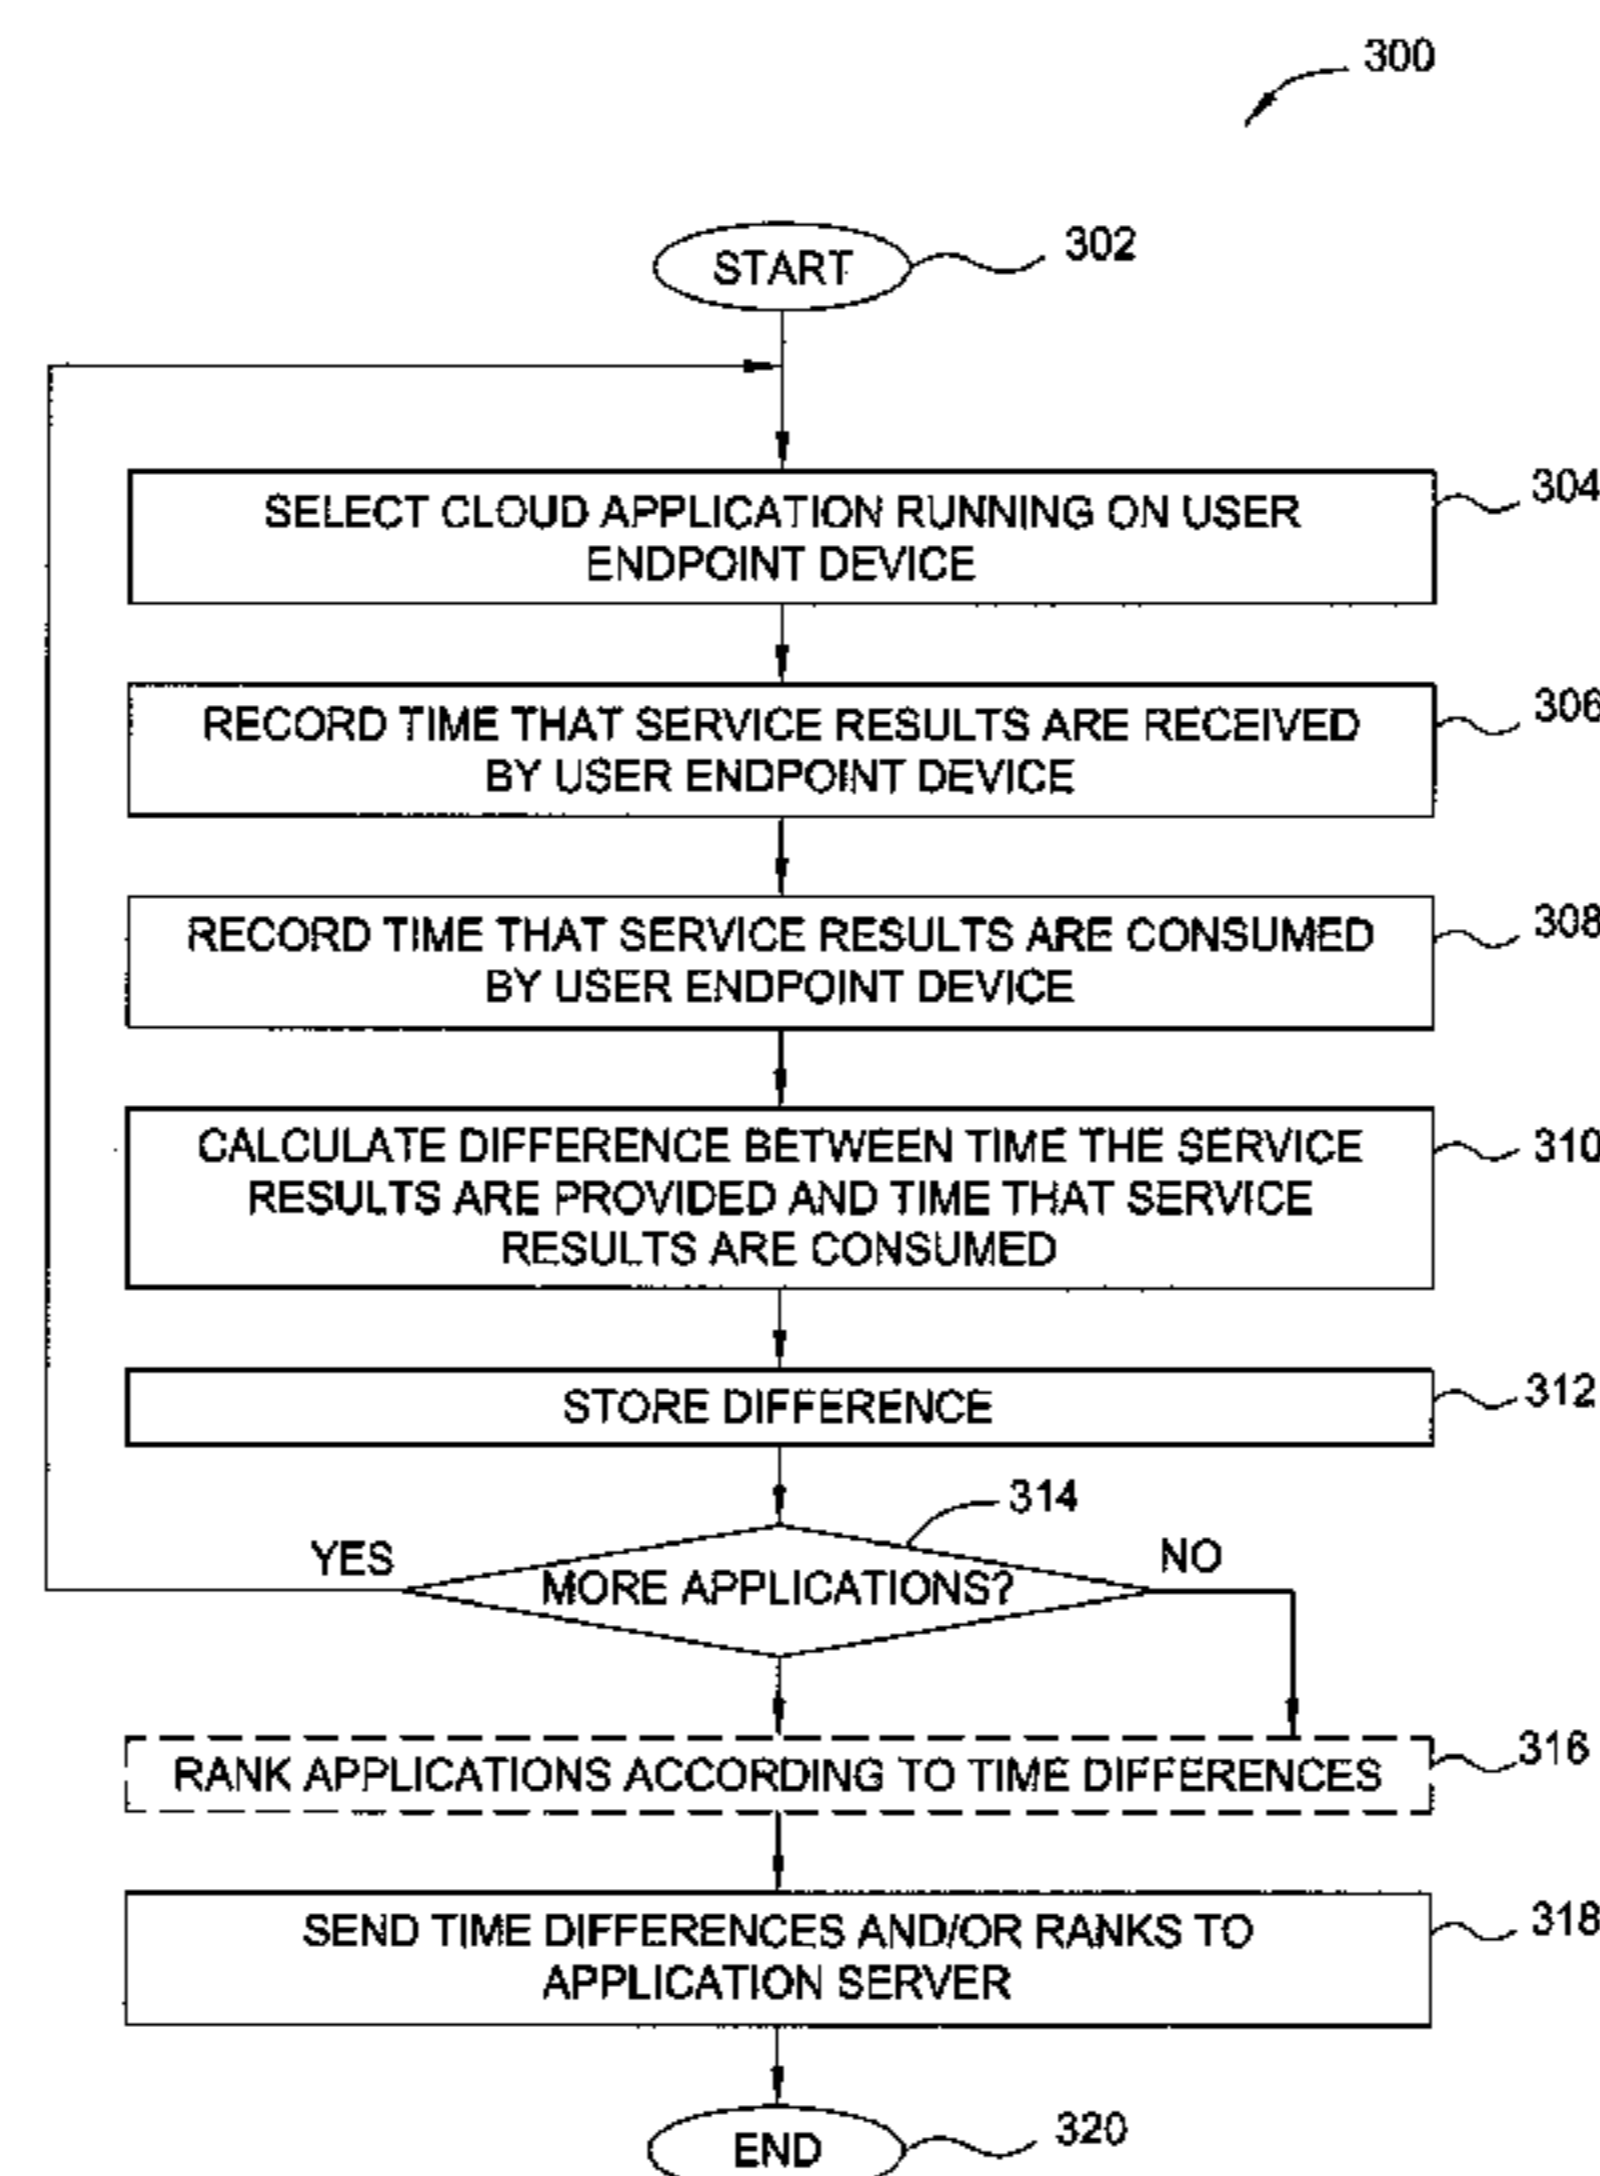 300
START
302
SELECT CLOUD APPLICATION RUNNING ON USER
ENDPOINT DEVICE
304
RECORD TIME THAT SERVICE RESULTS ARE RECEIVED
BY USER ENDPOINT DEVICE
306
RECORD TIME THAT SERVICE RESULTS ARE CONSUMED
BY USER ENDPOINT DEVICE
308
CALCULATE DIFFERENCE BETWEEN TIME THE SERVICE
RESULTS ARE PROVIDED AND TIME THAT SERVICE
RESULTS ARE CONSUMED
310
STORE DIFFERENCE
312
314
YES
MORE APPLICATIONS?
NO
RANK APPLICATIONS ACCORDING TO TIME DIFFERENCES
316
SEND TIME DIFFERENCES AND/OR RANKS TO
APPLICATION SERVER
318
END
320